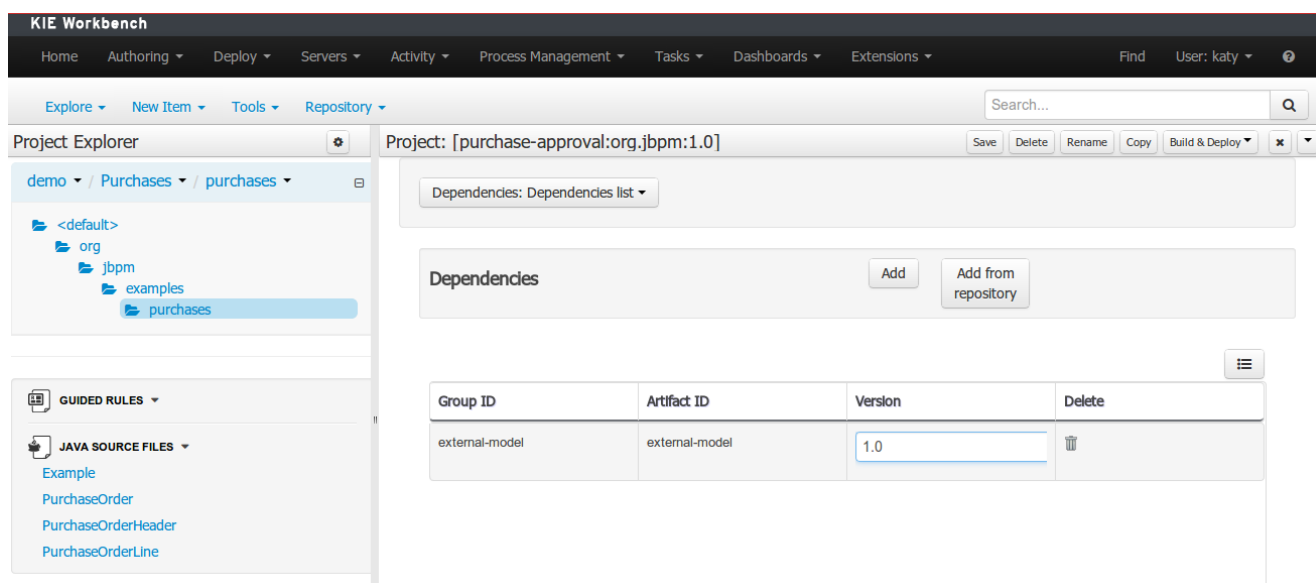 KIE Workbench
Home Authoring Deploy Servers Activity Process Management Tasks Dashboards Extensions Find User: katy ?
Explore New Item Tools Repository Search...
Project Explorer Project: [purchase-approval:org.jbpm:1.0] Save Delete Rename Copy Build & Deploy
demo / Purchases / purchases
Dependencies: Dependencies list
<default>
org
jbpm
examples
purchases
Dependencies Add Add from
repository
GUIDED RULES
JAVA SOURCE FILES
Example
PurchaseOrder
PurchaseOrderHeader
PurchaseOrderLine
Group ID Artifact ID Version Delete
external-model external-model 1.0